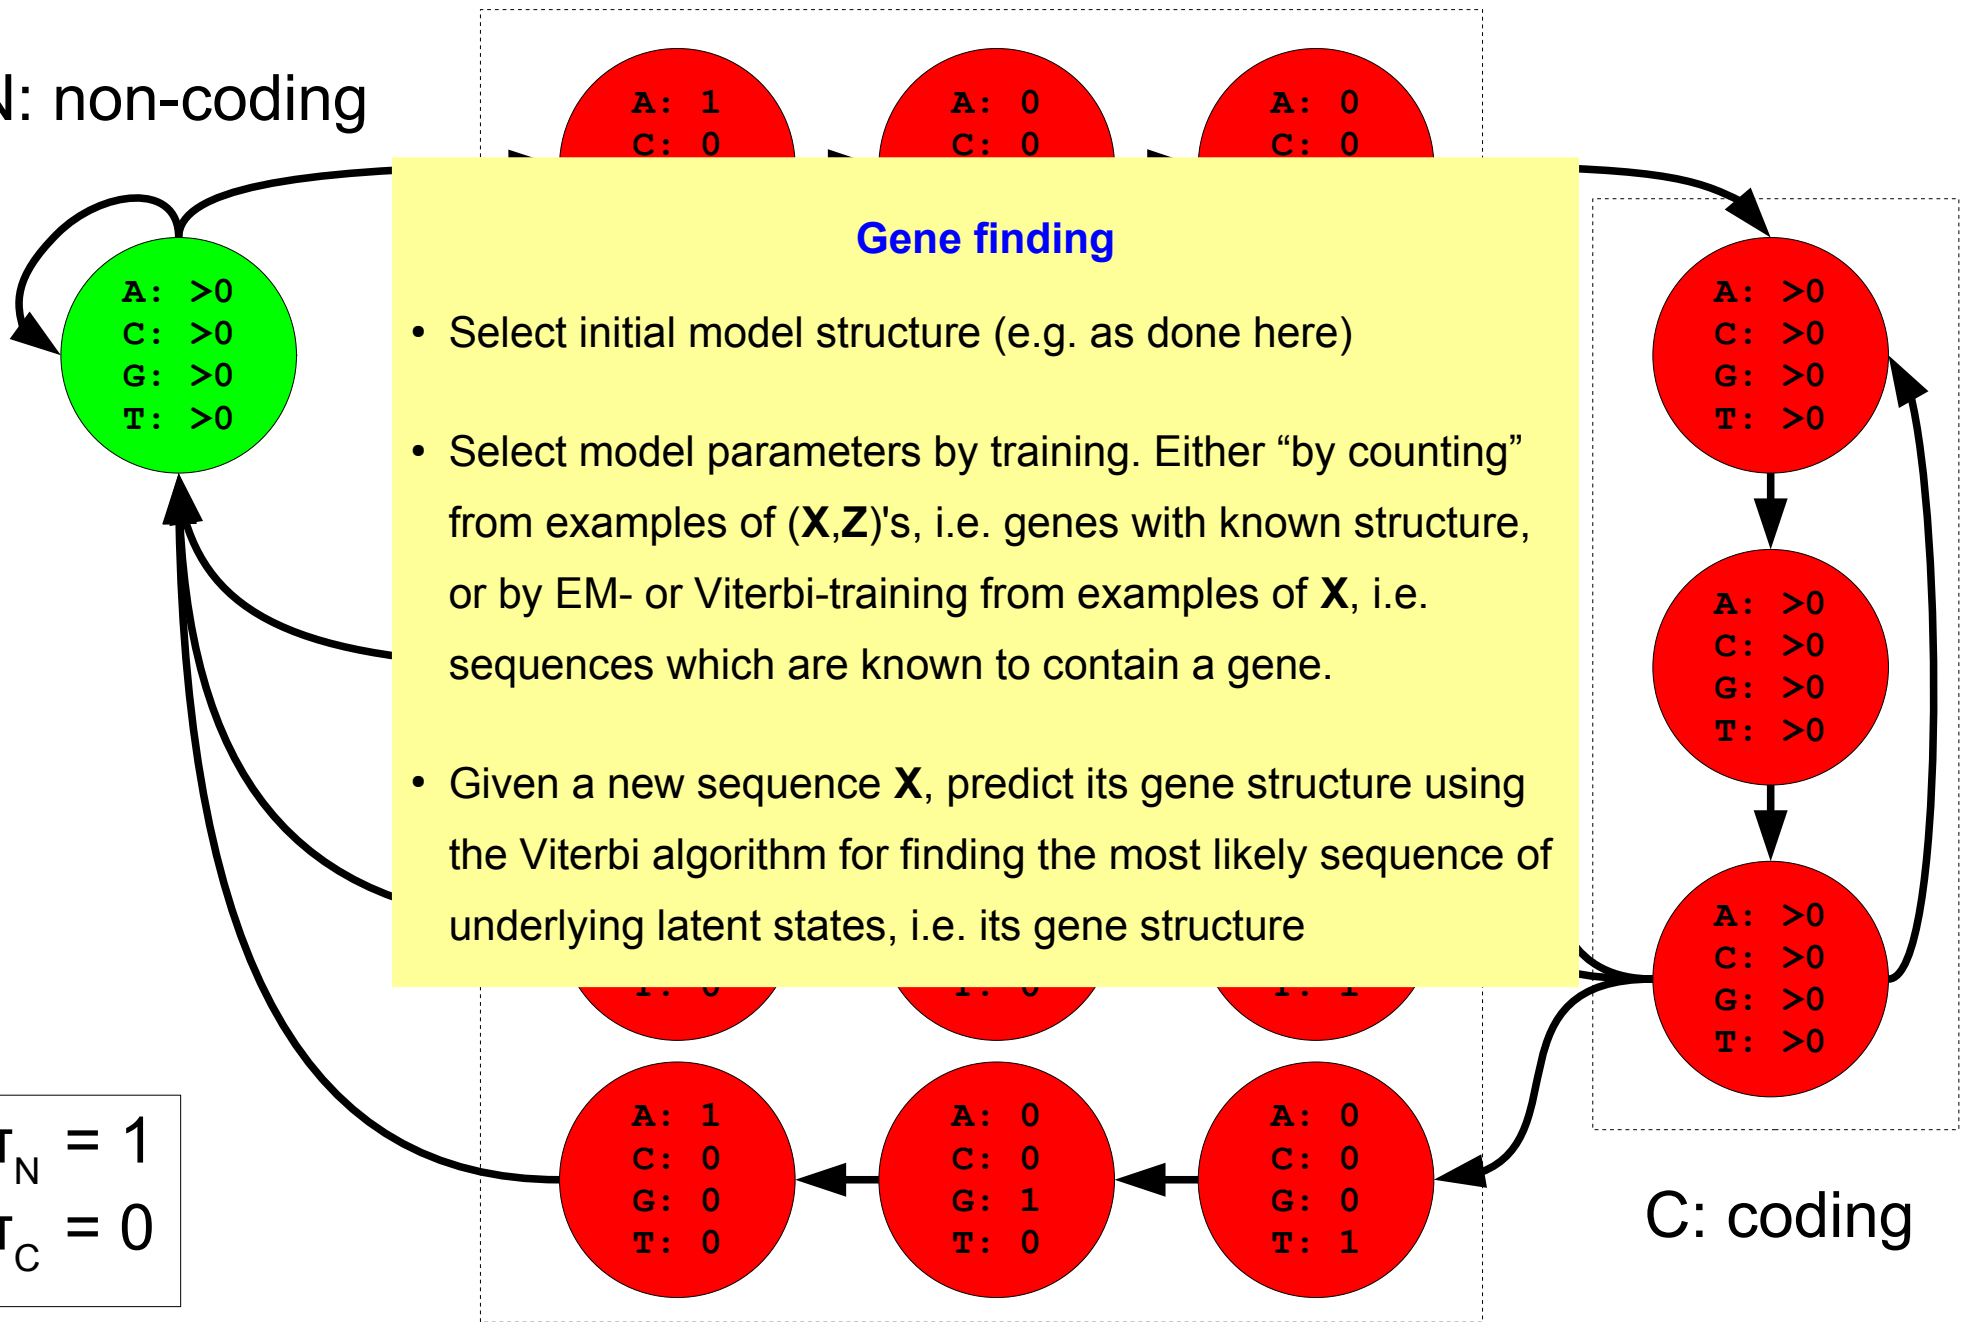 N: non-coding
A: 1
C: 0
A: 0
C: 0
A: 0
C: 0
A: >0
C: >0
G: >0
T: >0
Gene finding
• Select initial model structure (e.g. as done here)
• Select model parameters by training. Either “by counting”
from examples of (X,Z)'s, i.e. genes with known structure,
or by EM- or Viterbi-training from examples of X, i.e.
sequences which are known to contain a gene.
• Given a new sequence X, predict its gene structure using
the Viterbi algorithm for finding the most likely sequence of
underlying latent states, i.e. its gene structure
A: >0
C: >0
G: >0
T: >0
A: >0
C: >0
G: >0
T: >0
A: >0
C: >0
G: >0
T: >0
T: 0
T: 0
T: 1
A: 1
C: 0
G: 0
T: 0
A: 0
C: 0
G: 1
T: 0
A: 0
C: 0
G: 0
T: 1
π_N = 1
π_C = 0
C: coding